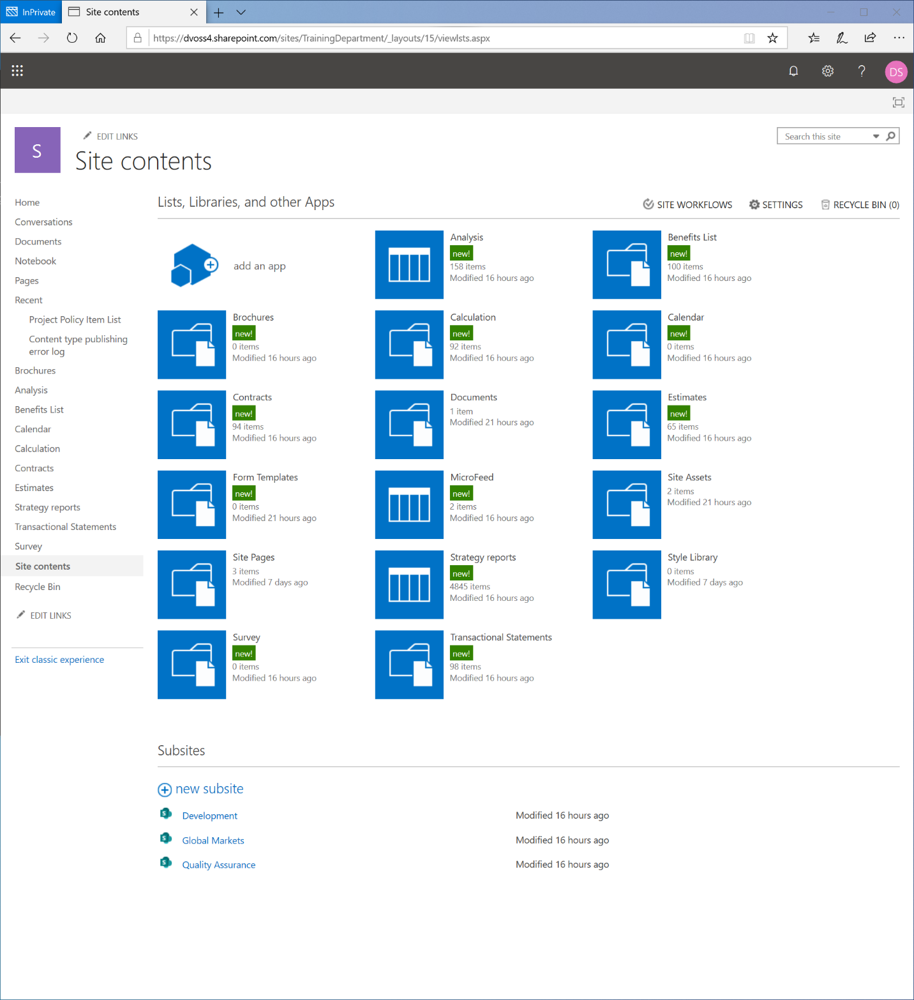 InPrivate
Site contents
https://dvoss4.sharepoint.com/sites/TrainingDepartment/_layouts/15/viewlsts.aspx
DS
S
EDIT LINKS
Search this site
Site contents
Home
Conversations
Documents
Notebook
Pages
Recent
Project Policy Item List
Content type publishing
error log
Brochures
Analysis
Benefits List
Calendar
Calculation
Contracts
Estimates
Strategy reports
Transactional Statements
Survey
Site contents
Recycle Bin
EDIT LINKS
Exit classic experience
Lists, Libraries, and other Apps
SITE WORKFLOWS
SETTINGS
RECYCLE BIN (0)
add an app
Analysis
new!
158 items
Modified 16 hours ago
Benefits List
new!
100 items
Modified 16 hours ago
Brochures
new!
0 items
Modified 16 hours ago
Calculation
new!
92 items
Modified 16 hours ago
Calendar
new!
0 items
Modified 16 hours ago
Contracts
new!
94 items
Modified 16 hours ago
Documents
1 item
Modified 21 hours ago
Estimates
new!
65 items
Modified 16 hours ago
Form Templates
new!
0 items
Modified 21 hours ago
MicroFeed
new!
2 items
Modified 16 hours ago
Site Assets
2 items
Modified 21 hours ago
Site Pages
3 items
Modified 7 days ago
Strategy reports
new!
4845 items
Modified 16 hours ago
Style Library
0 items
Modified 7 days ago
Survey
new!
0 items
Modified 16 hours ago
Transactional Statements
new!
98 items
Modified 16 hours ago
Subsites
new subsite
S
Development
Modified 16 hours ago
S
Global Markets
Modified 16 hours ago
S
Quality Assurance
Modified 16 hours ago